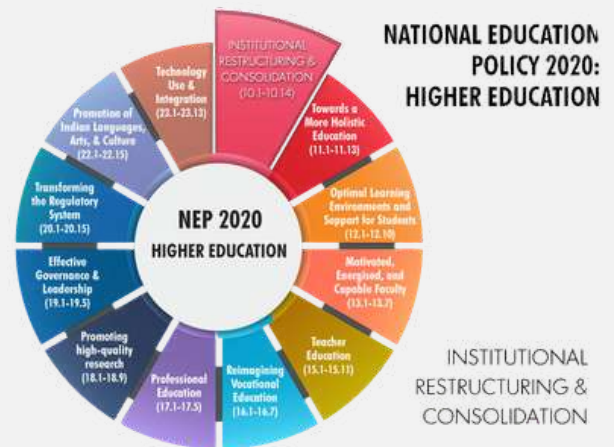 NATIONAL EDUCATION
POLICY 2020:
HIGHER EDUCATION
INSTITUTIONAL
RESTRUCTURING &
CONSOLIDATION
(10.1-10.14)
Towards a
More Holistic
Education
(11.1-11.13)
Optimal Learning
Environments and
Support for Students
(12.1-12.10)
Motivated,
Energised, and
Capable Faculty
(13.1-13.7)
Teacher
Education
(15.1-15.11)
Reimagining
Vocational
Education
(16.1-16.7)
Professional
Education
(17.1-17.5)
Promoting
high-quality
research
(18.1-18.9)
Effective
Governance &
Leadership
(19.1-19.5)
Transforming
the Regulatory
System
(20.1-20.15)
Promotion of
Indian Languages,
Arts, & Culture
(22.1-22.15)
Technology
Use &
Integration
(23.1-23.13)
NEP 2020
HIGHER EDUCATION
INSTITUTIONAL
RESTRUCTURING &
CONSOLIDATION